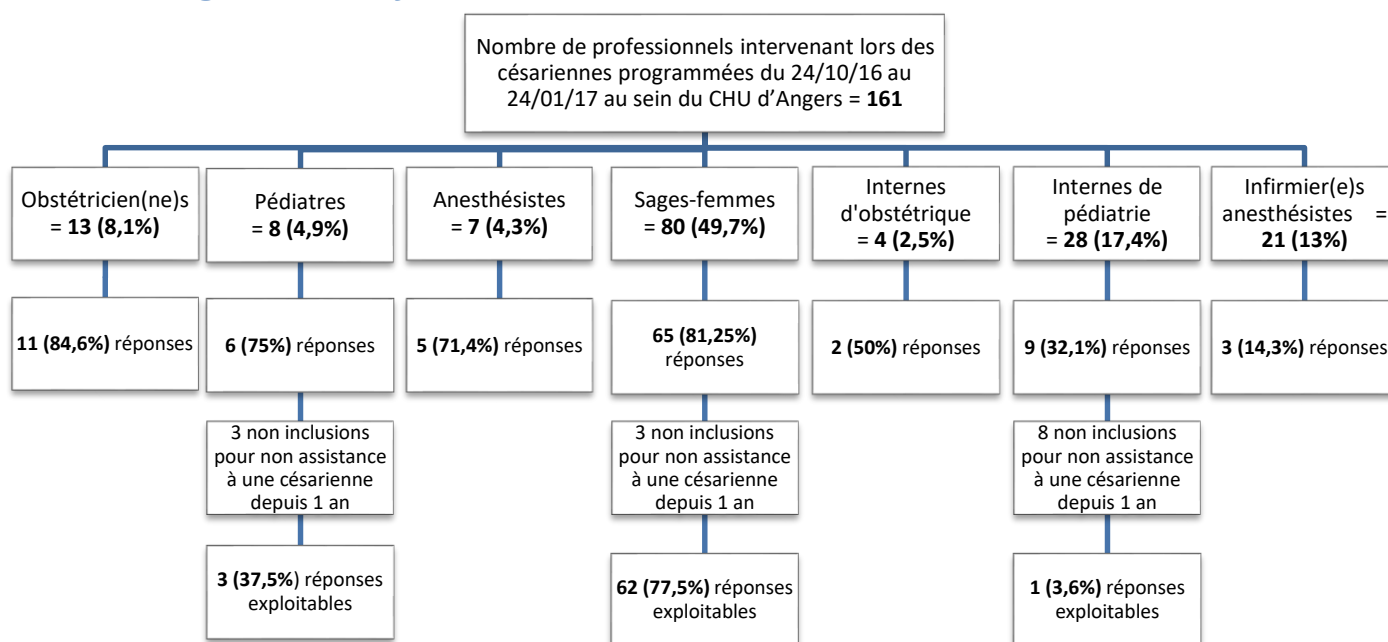 Nombre de professionnels intervenant lors des
césariennes programmées du 24/10/16 au
24/01/17 au sein du CHU d'Angers = 161
Obstétricien(ne)s
= 13 (8,1%)
Pédiatres
= 8 (4,9%)
Anesthésistes
= 7 (4,3%)
Sages-femmes
= 80 (49,7%)
Internes
d'obstétrique
= 4 (2,5%)
Internes de
pédiatrie
= 28 (17,4%)
Infirmier(e)s
anesthésistes =
21 (13%)
11 (84,6%) réponses
6 (75%) réponses
5 (71,4%) réponses
65 (81,25%)
réponses
2 (50%) réponses
9 (32,1%) réponses
3 (14,3%) réponses
3 non inclusions
pour non assistance
à une césarienne
depuis 1 an
3 non inclusions
pour non assistance
à une césarienne
depuis 1 an
8 non inclusions
pour non assistance
à une césarienne
depuis 1 an
3 (37,5%) réponses
exploitables
62 (77,5%) réponses
exploitables
1 (3,6%) réponses
exploitables